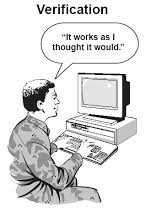 Verification
“It works as I
thought it would.”